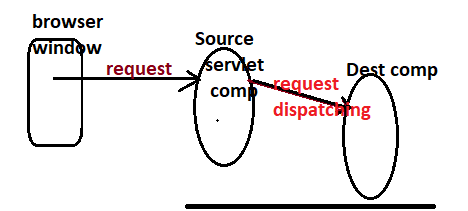 browser
window
request
Source
servlet
comp
request
dispatching
Dest comp